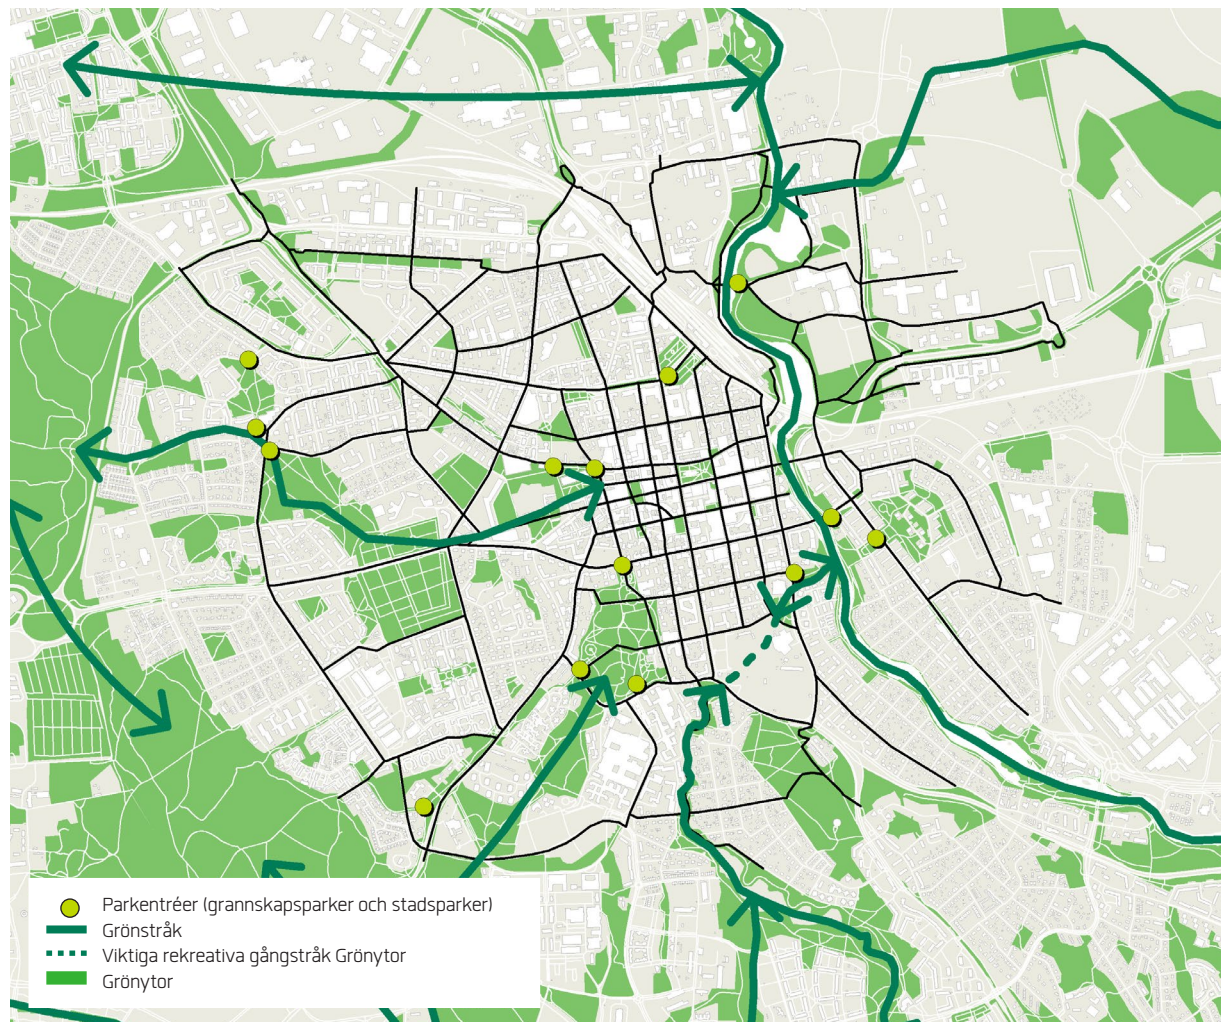 Parkentréer (grannskapsparker och stadsparker)
Grönstråk
Viktiga rekreativa gångstråk Grönytor
Grönytor